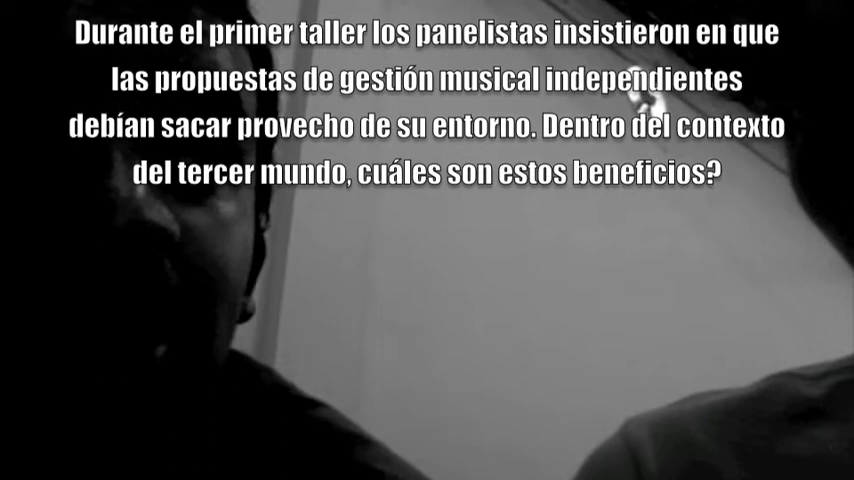 Durante el primer taller los panelistas insistieron en que
las propuestas de gestión musical independientes
debían sacar provecho de su entorno. Dentro del contexto
del tercer mundo, cuáles son estos beneficios?